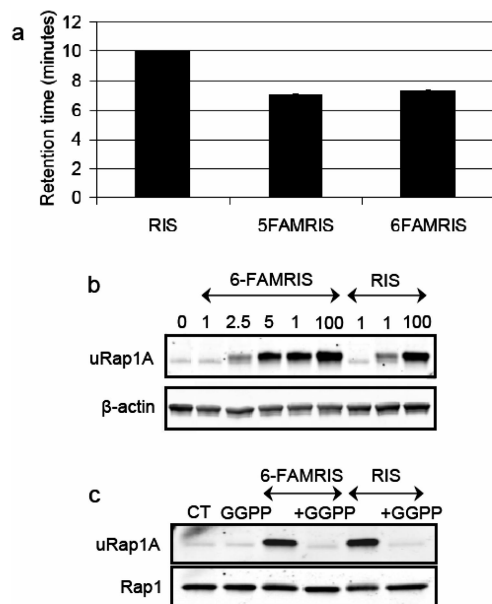 a
Retention time (minutes)
12
10
8
6
4
2
0
RIS 5FAMRIS 6FAMRIS
b
6-FAMRIS RIS
0 1 2.5 5 1 100 1 1 100
uRap1A
β-actin
c
6-FAMRIS RIS
CT GGPP +GGPP +GGPP
uRap1A
Rap1